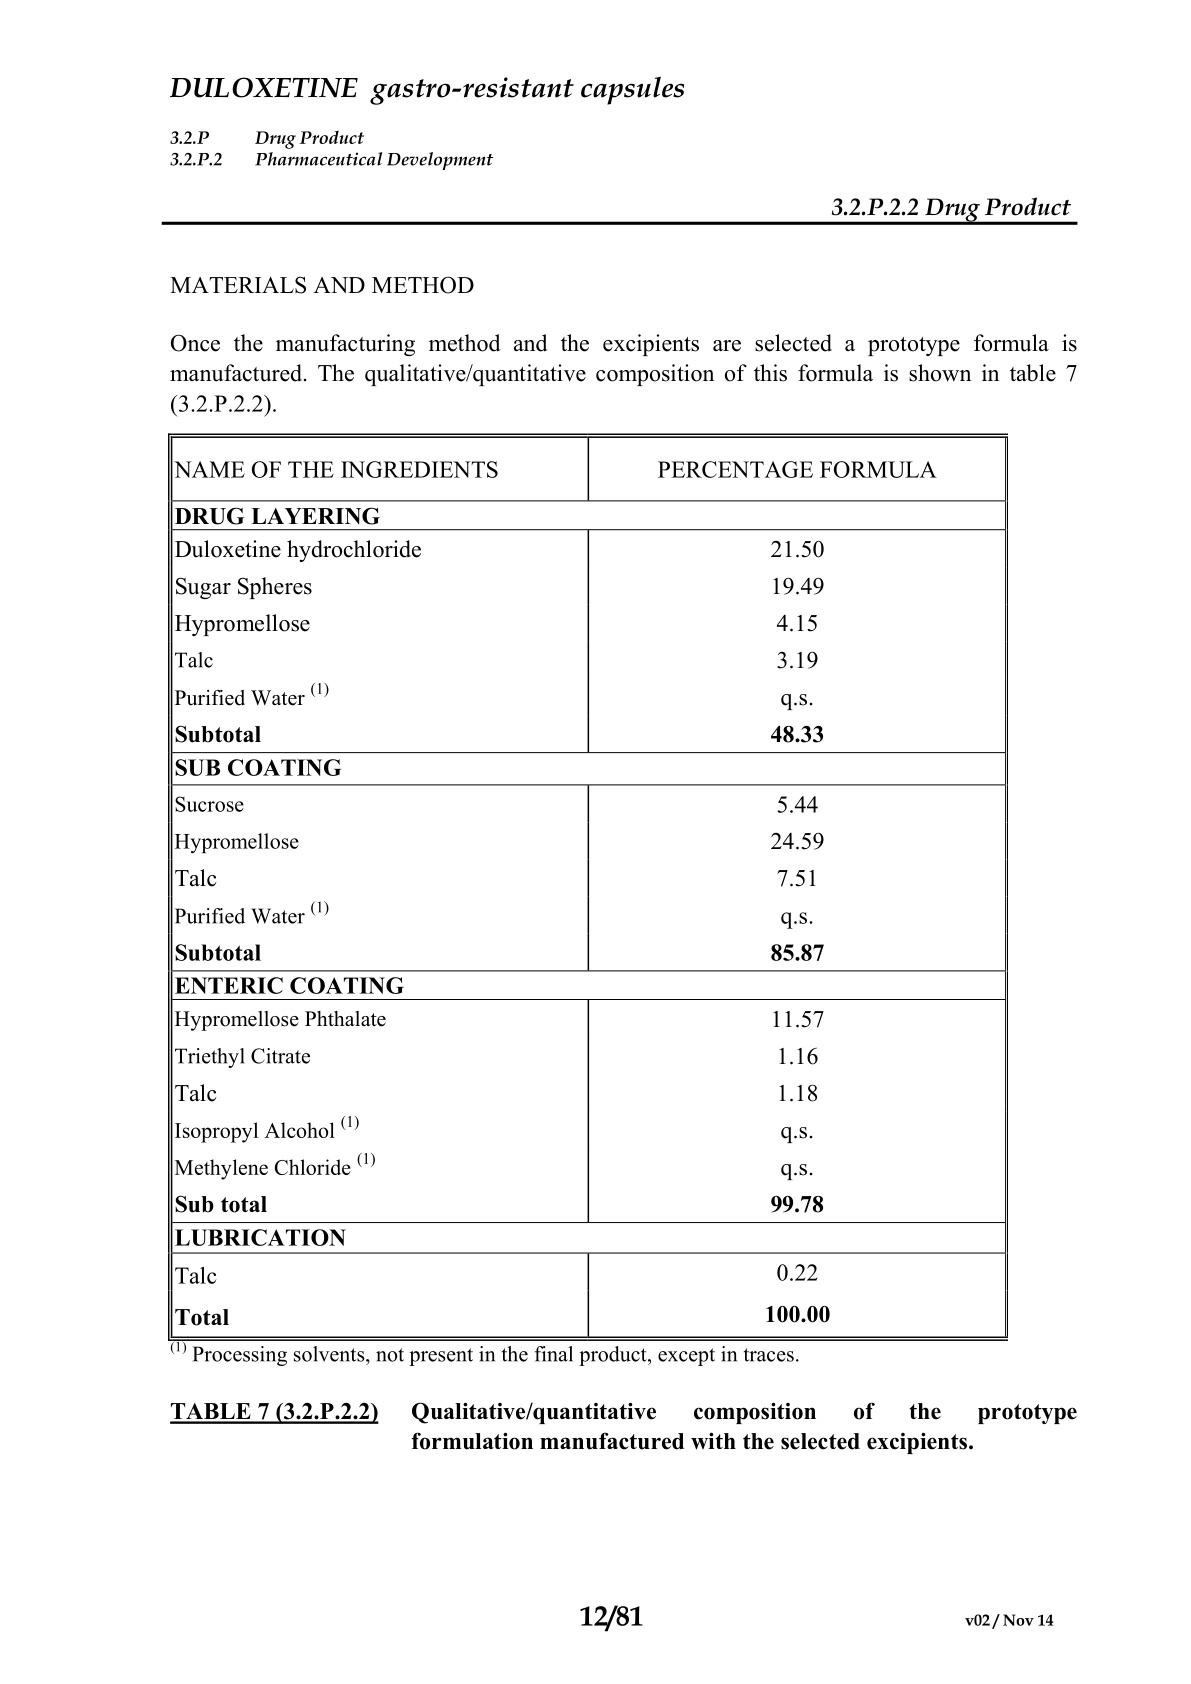 DULOXETINE gastro-resistant capsules
3.2.P Drug Product
3.2.P.2 Pharmaceutical Development
3.2.P.2.2 Drug Product
MATERIALS AND METHOD
Once the manufacturing method and the excipients are selected a prototype formula is
manufactured. The qualitative/quantitative composition of this formula is shown in table 7
(3.2.P.2.2).
NAME OF THE INGREDIENTS PERCENTAGE FORMULA
DRUG LAYERING
Duloxetine hydrochloride 21.50
Sugar Spheres 19.49
Hypromellose 4.15
Talc 3.19
Purified Water (1) q.s.
Subtotal 48.33
SUB COATING
Sucrose 5.44
Hypromellose 24.59
Talc 7.51
Purified Water (1) q.s.
Subtotal 85.87
ENTERIC COATING
Hypromellose Phthalate 11.57
Triethyl Citrate 1.16
Talc 1.18
Isopropyl Alcohol (1) q.s.
Methylene Chloride (1) q.s.
Sub total 99.78
LUBRICATION
Talc 0.22
Total 100.00
(1) Processing solvents, not present in the final product, except in traces.
TABLE 7 (3.2.P.2.2) Qualitative/quantitative composition of the prototype
formulation manufactured with the selected excipients.
12/81 v02 / Nov 14